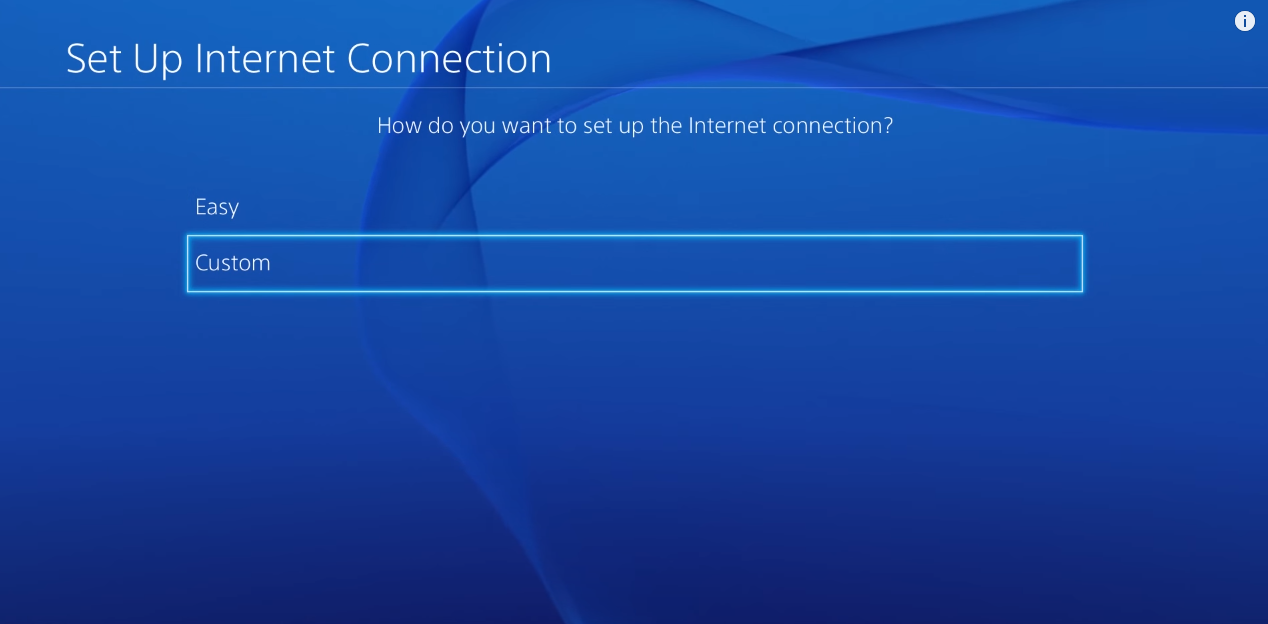 Set Up Internet Connection
How do you want to set up the Internet connection?
Easy
Custom